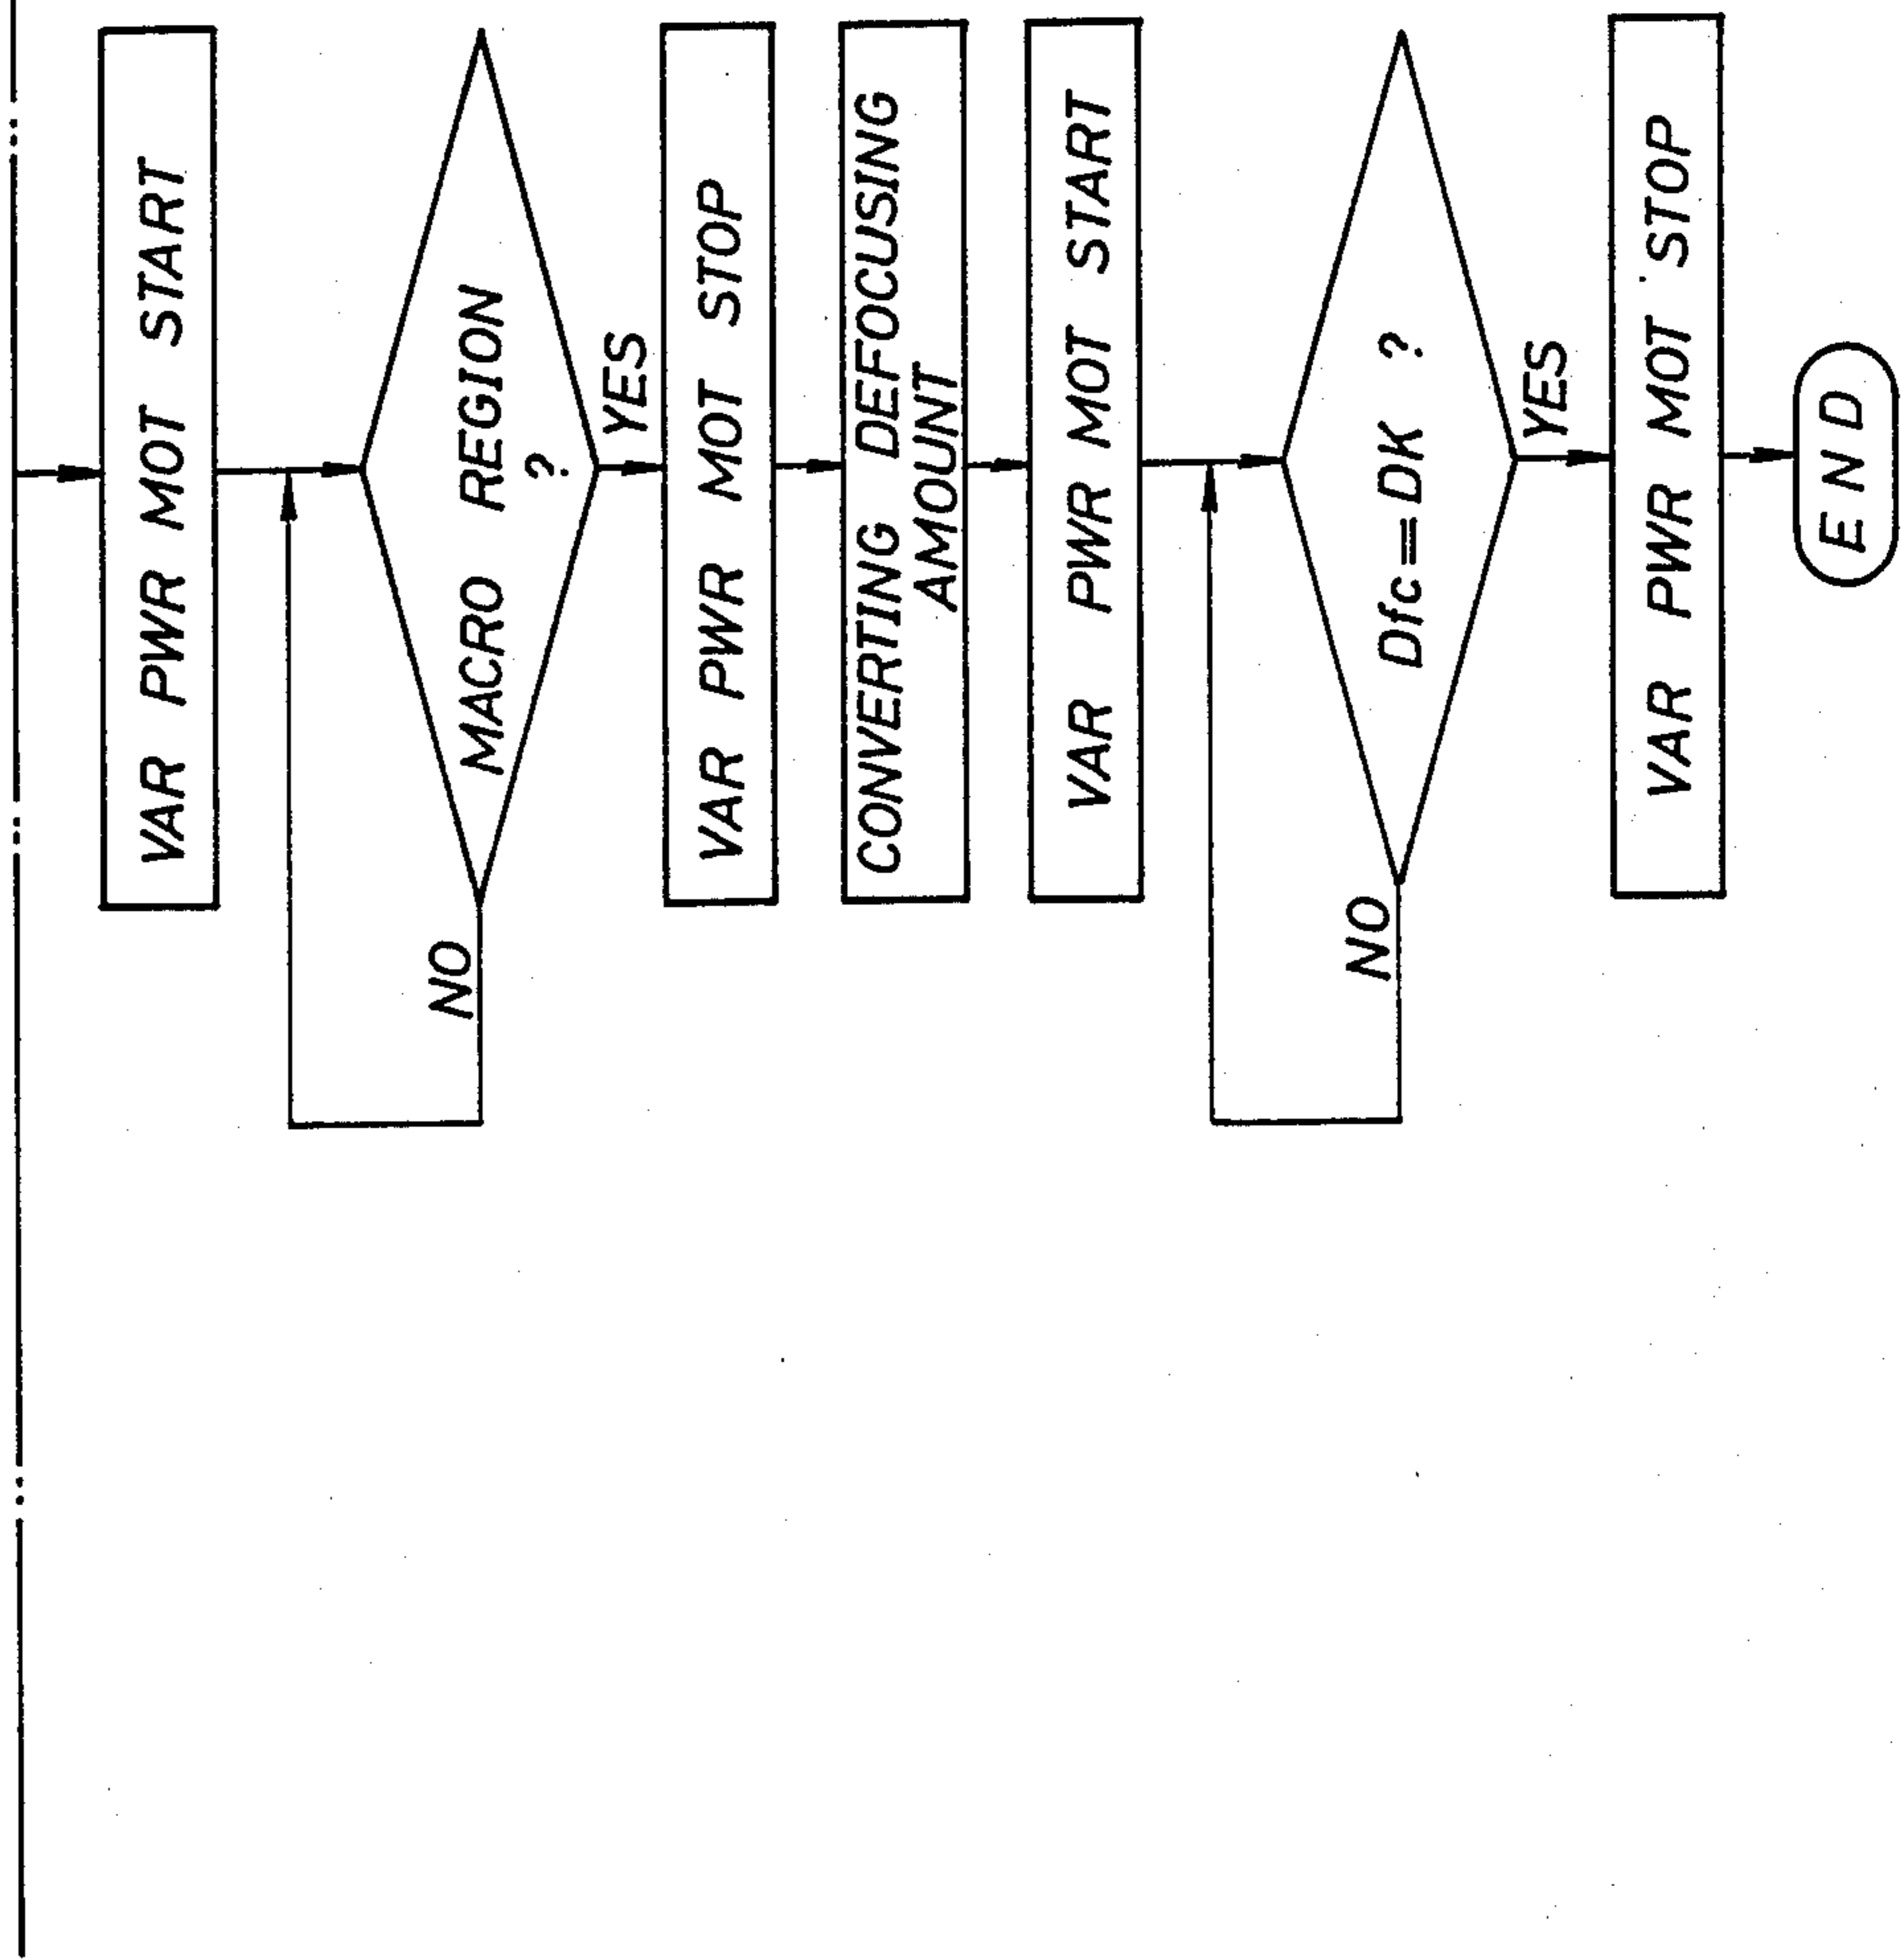 VAR PWR MOT START
MACRO REGION
?
NO
YES
VAR PWR MOT STOP
CONVERTING DEFOCUSING
AMOUNT
VAR PWR MOT START
Dfc=DK ?
NO
YES
VAR PWR MOT STOP
END